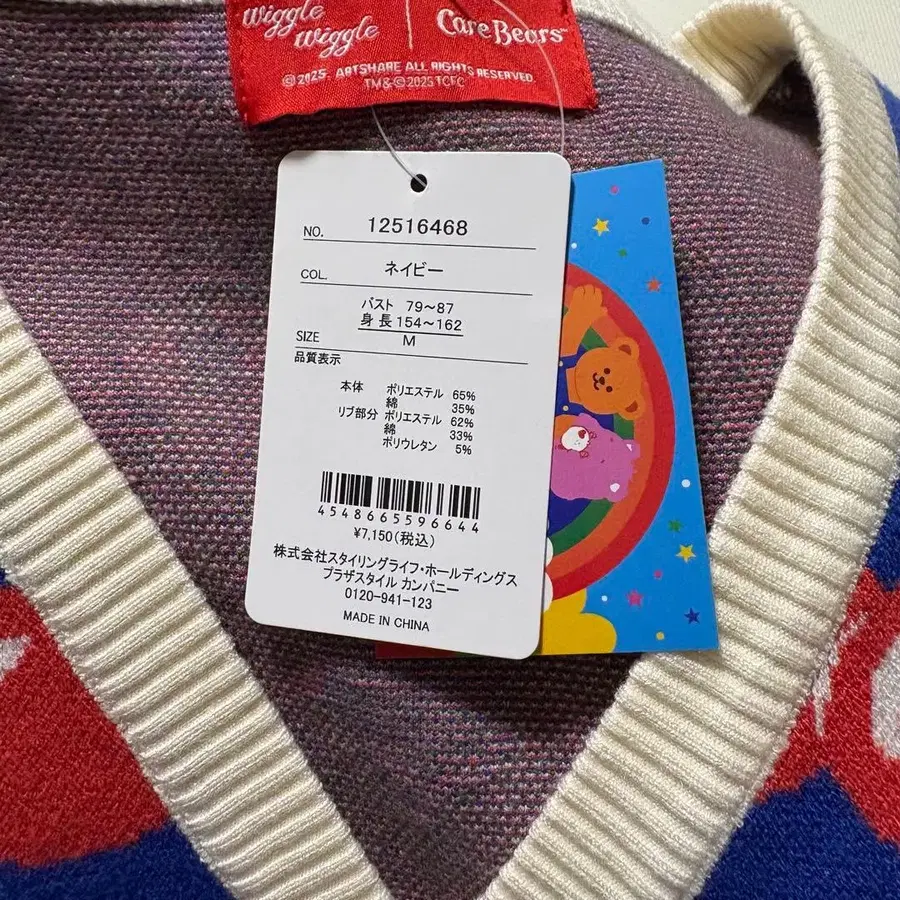 wiggle wiggle
Care Bears™
©2025. ARTSHARE ALL RIGHTS RESERVED.
TM&©2025 TCFC
NO. 12516468
COL. ネイビー
バスト 79～87
身長 154～162
SIZE M
品質表示
本体 ポリエステル 65%
綿 35%
リブ部分 ポリエステル 62%
綿 33%
ポリウレタン 5%
4548665596644
¥7,150(税込)
株式会社スタイリングライフ・ホールディングス
プラザスタイル カンパニー
0120-941-123
MADE IN CHINA